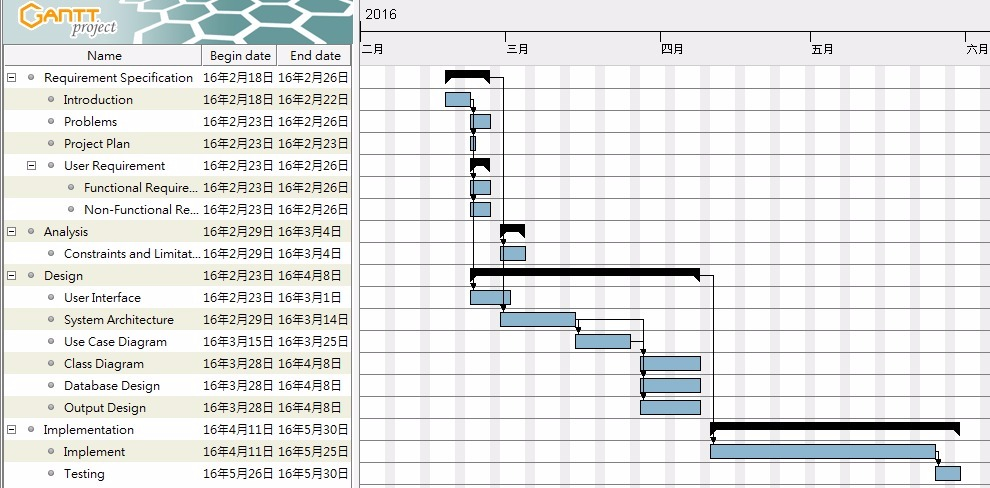 GANTT
project
2016
二月 三月 四月 五月 六月
Name Begin date End date
Requirement Specification 16年2月18日 16年2月26日
Introduction 16年2月18日 16年2月22日
Problems 16年2月23日 16年2月26日
Project Plan 16年2月23日 16年2月23日
User Requirement 16年2月23日 16年2月26日
Functional Require... 16年2月23日 16年2月26日
Non-Functional Re... 16年2月23日 16年2月26日
Analysis 16年2月29日 16年3月4日
Constraints and Limitat... 16年2月29日 16年3月4日
Design 16年2月23日 16年4月8日
User Interface 16年2月23日 16年3月1日
System Architecture 16年2月29日 16年3月14日
Use Case Diagram 16年3月15日 16年3月25日
Class Diagram 16年3月28日 16年4月8日
Database Design 16年3月28日 16年4月8日
Output Design 16年3月28日 16年4月8日
Implementation 16年4月11日 16年5月30日
Implement 16年4月11日 16年5月25日
Testing 16年5月26日 16年5月30日